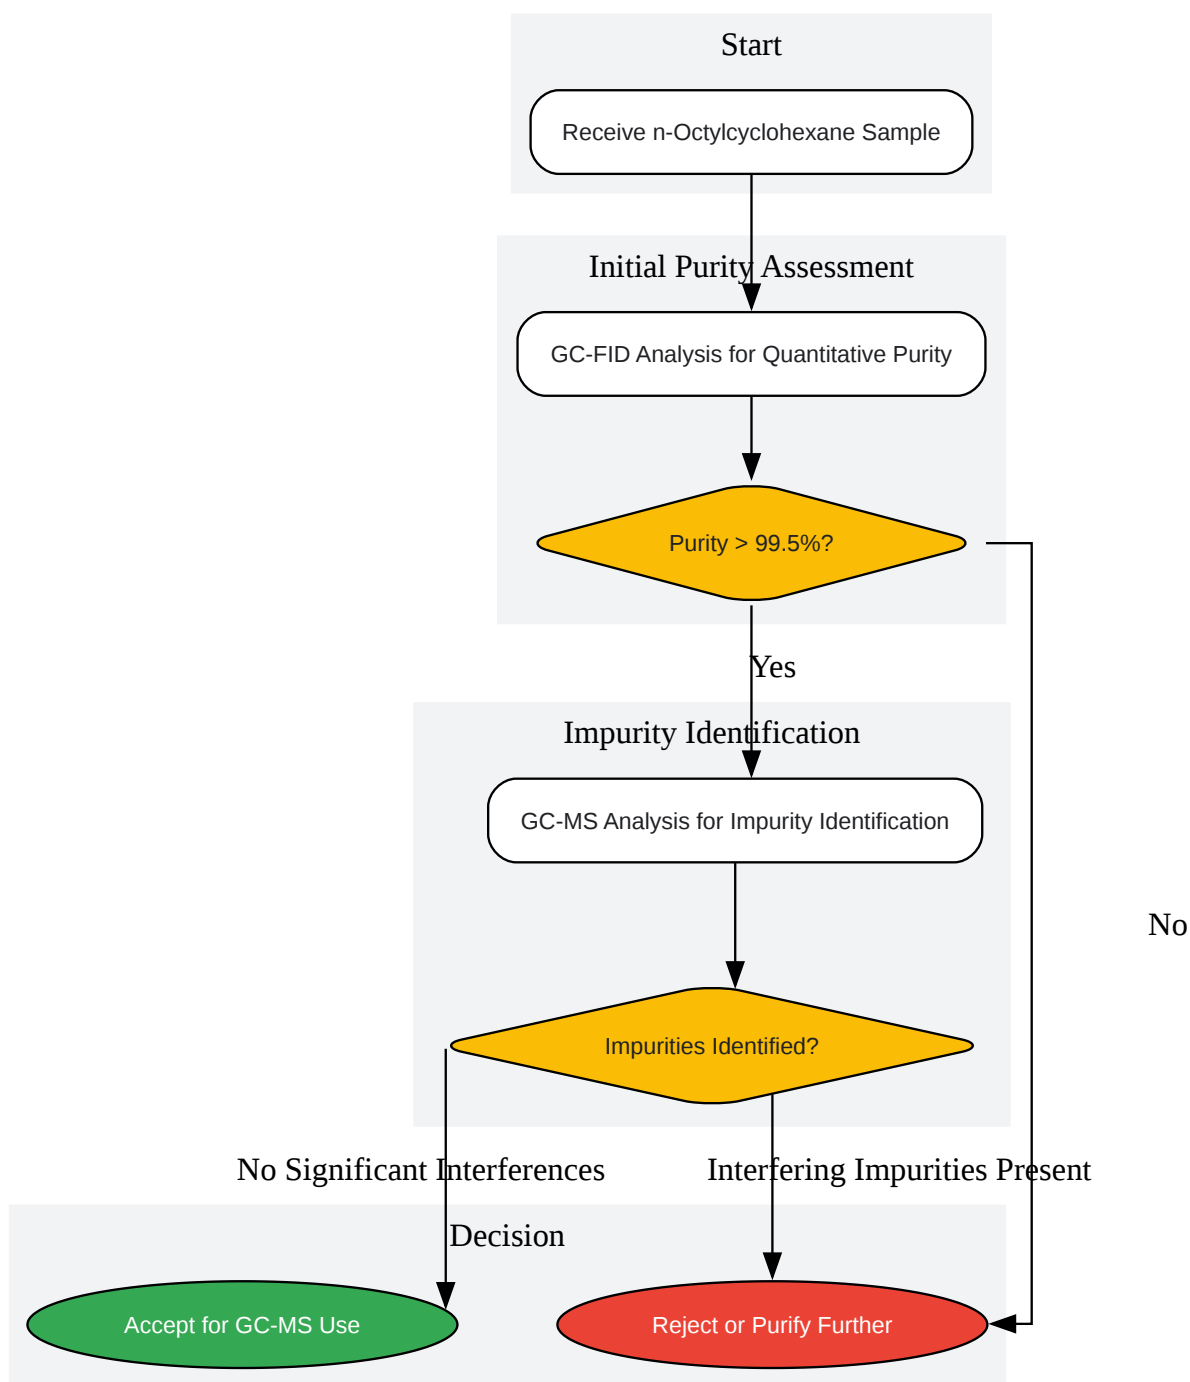 Start
Receive n-Octylcyclohexane Sample
Initial Purity Assessment
GC-FID Analysis for Quantitative Purity
Purity > 99.5%?
Yes
Impurity Identification
GC-MS Analysis for Impurity Identification
No
Impurities Identified?
No Significant Interferences
Interfering Impurities Present
Decision
Accept for GC-MS Use
Reject or Purify Further